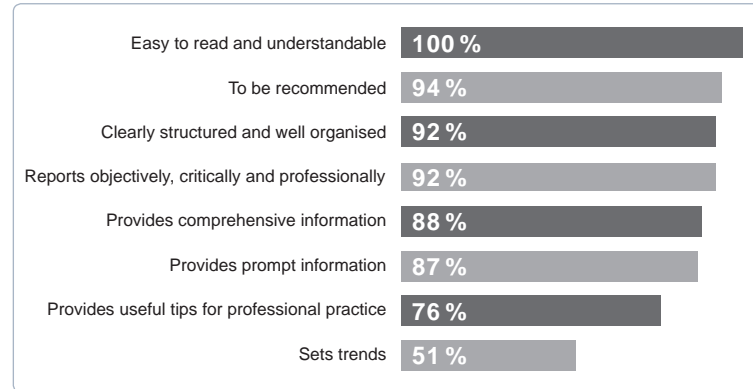 Easy to read and understandable 100 %
To be recommended 94 %
Clearly structured and well organised 92 %
Reports objectively, critically and professionally 92 %
Provides comprehensive information 88 %
Provides prompt information 87 %
Provides useful tips for professional practice 76 %
Sets trends 51 %